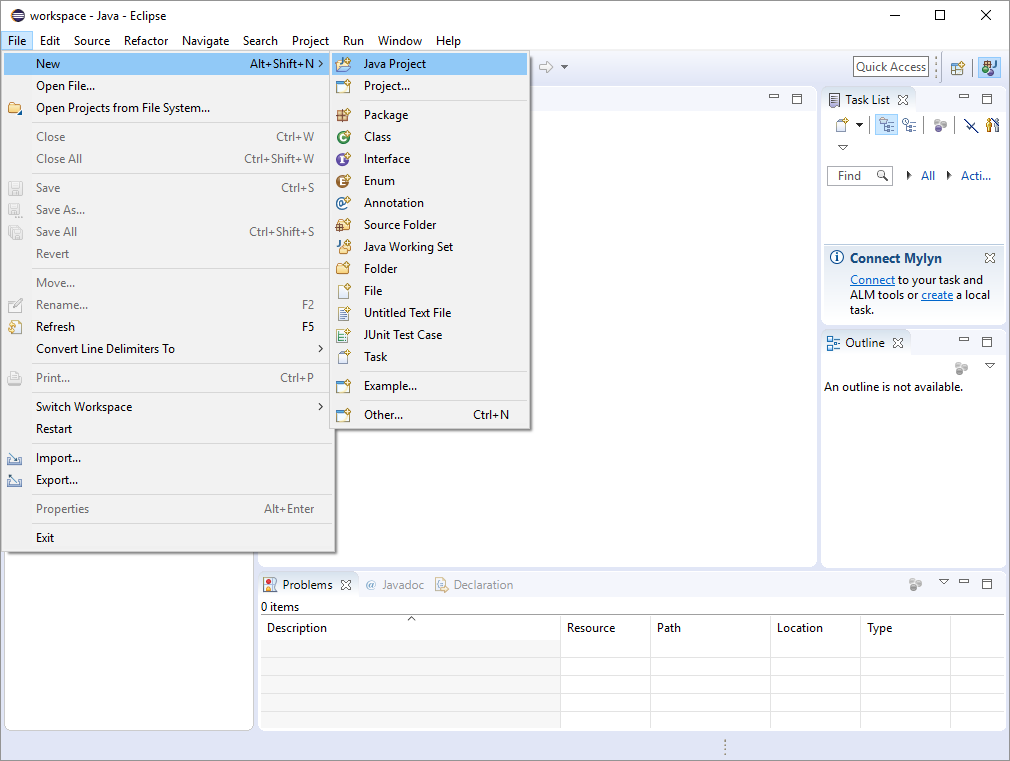 workspace - Java - Eclipse
File Edit Source Refactor Navigate Search Project Run Window Help
New Alt+Shift+N
Open File...
Open Projects from File System...
Close Ctrl+W
Close All Ctrl+Shift+W
Save Ctrl+S
Save As...
Save All Ctrl+Shift+S
Revert
Move...
Rename... F2
Refresh F5
Convert Line Delimiters To
Print... Ctrl+P
Switch Workspace
Restart
Import...
Export...
Properties Alt+Enter
Exit
Java Project
Project...
Package
Class
Interface
Enum
Annotation
Source Folder
Java Working Set
Folder
File
Untitled Text File
JUnit Test Case
Task
Example...
Other... Ctrl+N
Quick Access
Task List
Find All Acti...
Connect Mylyn
Connect to your task and
ALM tools or create a local
task.
Outline
An outline is not available.
Problems @ Javadoc Declaration
0 items
Description Resource Path Location Type